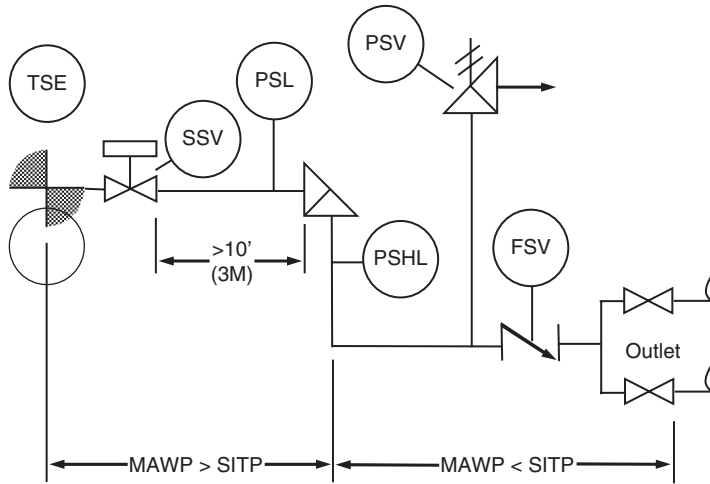 TSE
PSL
PSV
SSV
>10'
(3M)
PSHL
FSV
Outlet
MAWP > SITP
MAWP < SITP